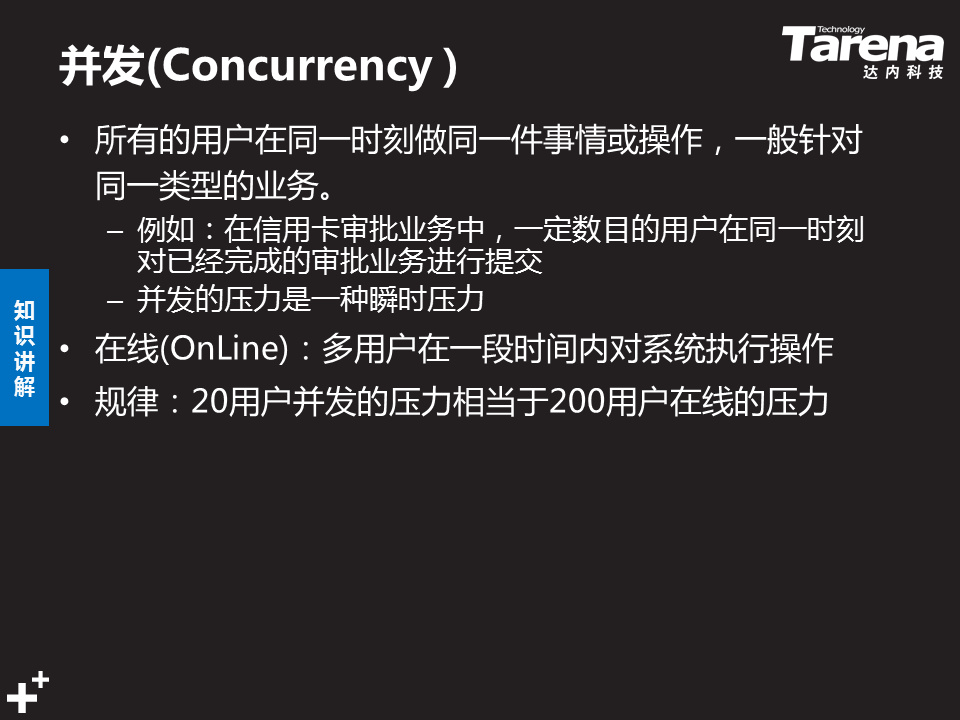 并发(Concurrency )
Technology
Tarena
达内科技
• 所有的用户在同一时刻做同一件事情或操作，一般针对
同一类型的业务。
– 例如：在信用卡审批业务中，一定数目的用户在同一时刻
对已经完成的审批业务进行提交
– 并发的压力是一种瞬时压力
知识讲解
• 在线(OnLine)：多用户在一段时间内对系统执行操作
• 规律：20用户并发的压力相当于200用户在线的压力